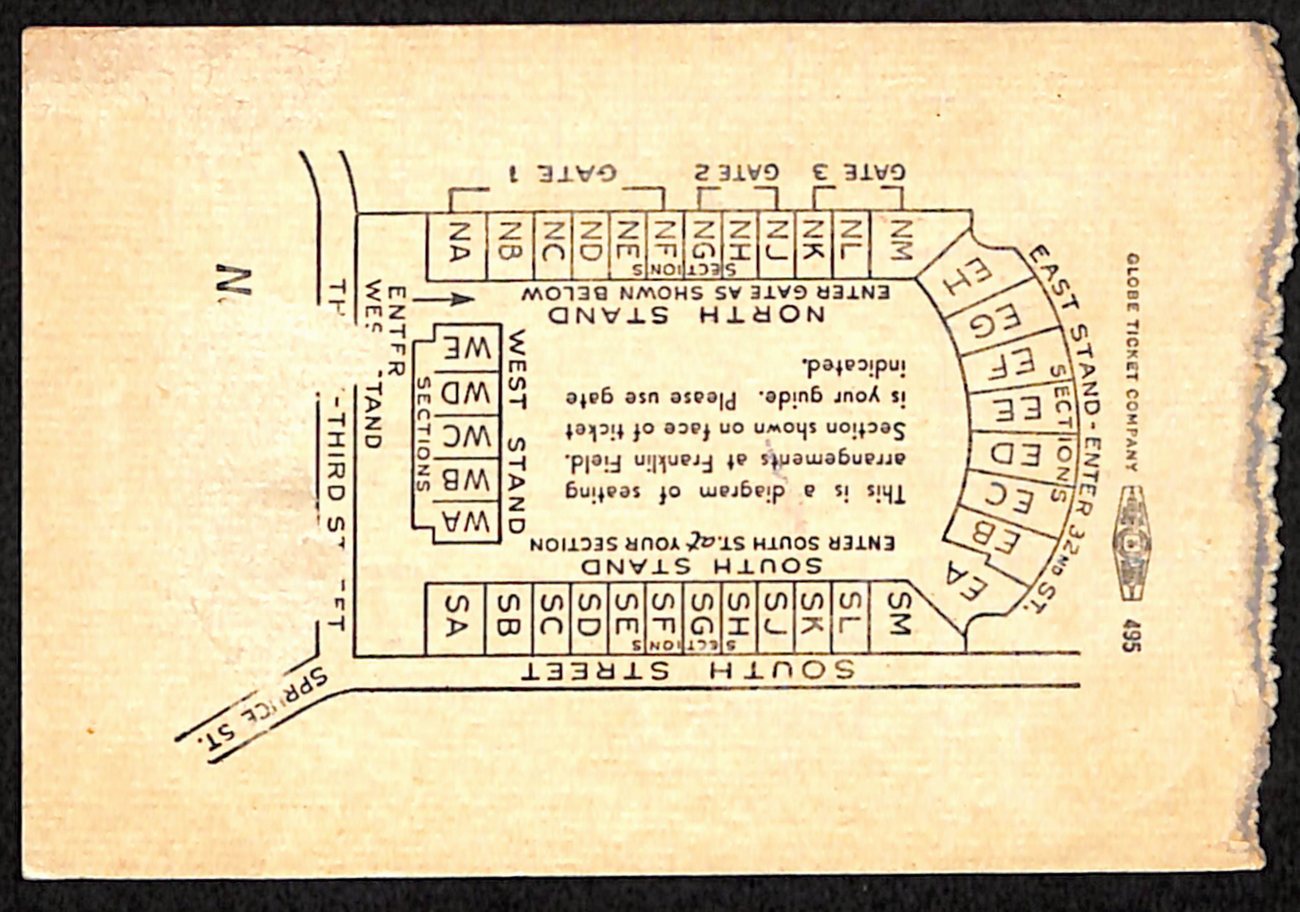 GATE 3 GATE 2 GATE 1
NM NL NK NJ NH NG NF NE ND NC NB NA
SECTIONS
ENTER GATE AS SHOWN BELOW
NORTH STAND
This is a diagram of seating
arrangements at Franklin Field.
Section shown on face of ticket
is your guide. Please use gate
indicated.
ENTER SOUTH ST. at YOUR SECTION
SOUTH STAND
SM SL SK SJ SH SG SF SE SD SC SB SA
SECTIONS
SOUTH STREET
SPRUCE ST.
WEST STAND
WE
WD
WC
WB
WA
SECTIONS
ENTER
WEST STAND
THIRD ST
EAST STAND - ENTER 32ND ST.
SECTIONS
EH
EG
EF
EE
ED
EC
EB
EA
GLOBE TICKET COMPANY 495
N